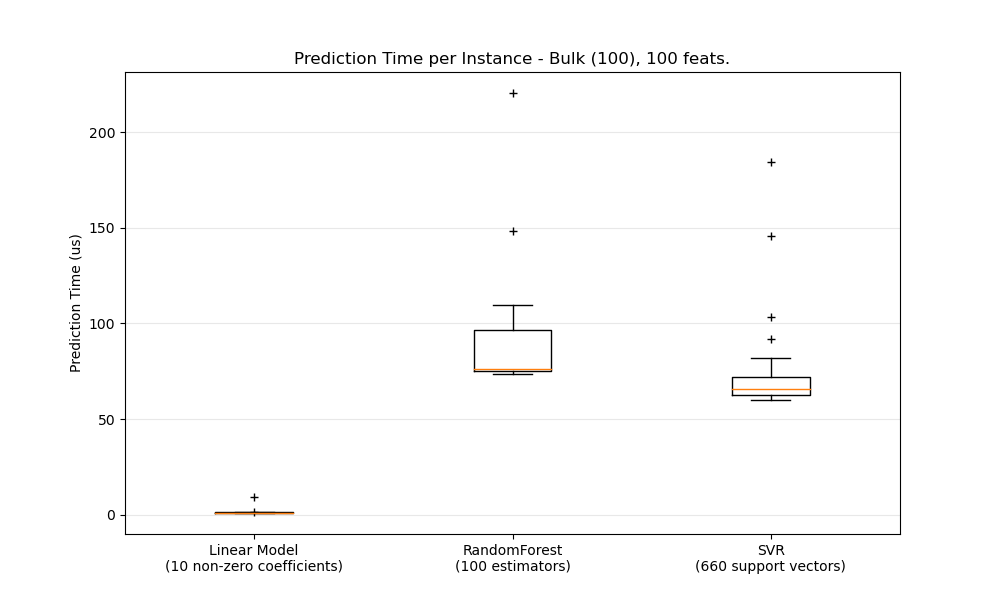 Prediction Time per Instance - Bulk (100), 100 feats.
Prediction Time (us)
200
150
100
50
0
Linear Model
(10 non-zero coefficients)
RandomForest
(100 estimators)
SVR
(660 support vectors)